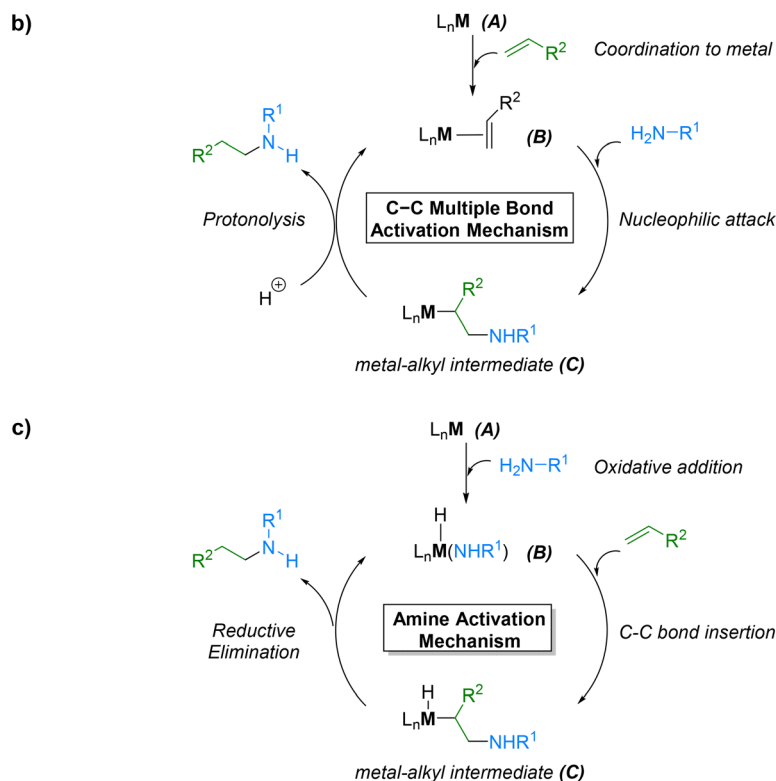 b)
LₙM (A)
R²
Coordination to metal
R²
LₙM
(B)
R¹
N
H
R²
H₂N–R¹
Protonolysis
C–C Multiple Bond
Activation Mechanism
Nucleophilic attack
H⊕
R²
LₙM
NHR¹
metal-alkyl intermediate (C)
c)
LₙM (A)
H₂N–R¹
Oxidative addition
H
LₙM(NHR¹)
(B)
R¹
N
H
R²
R²
Reductive
Elimination
Amine Activation
Mechanism
C-C bond insertion
H
R²
LₙM
NHR¹
metal-alkyl intermediate (C)